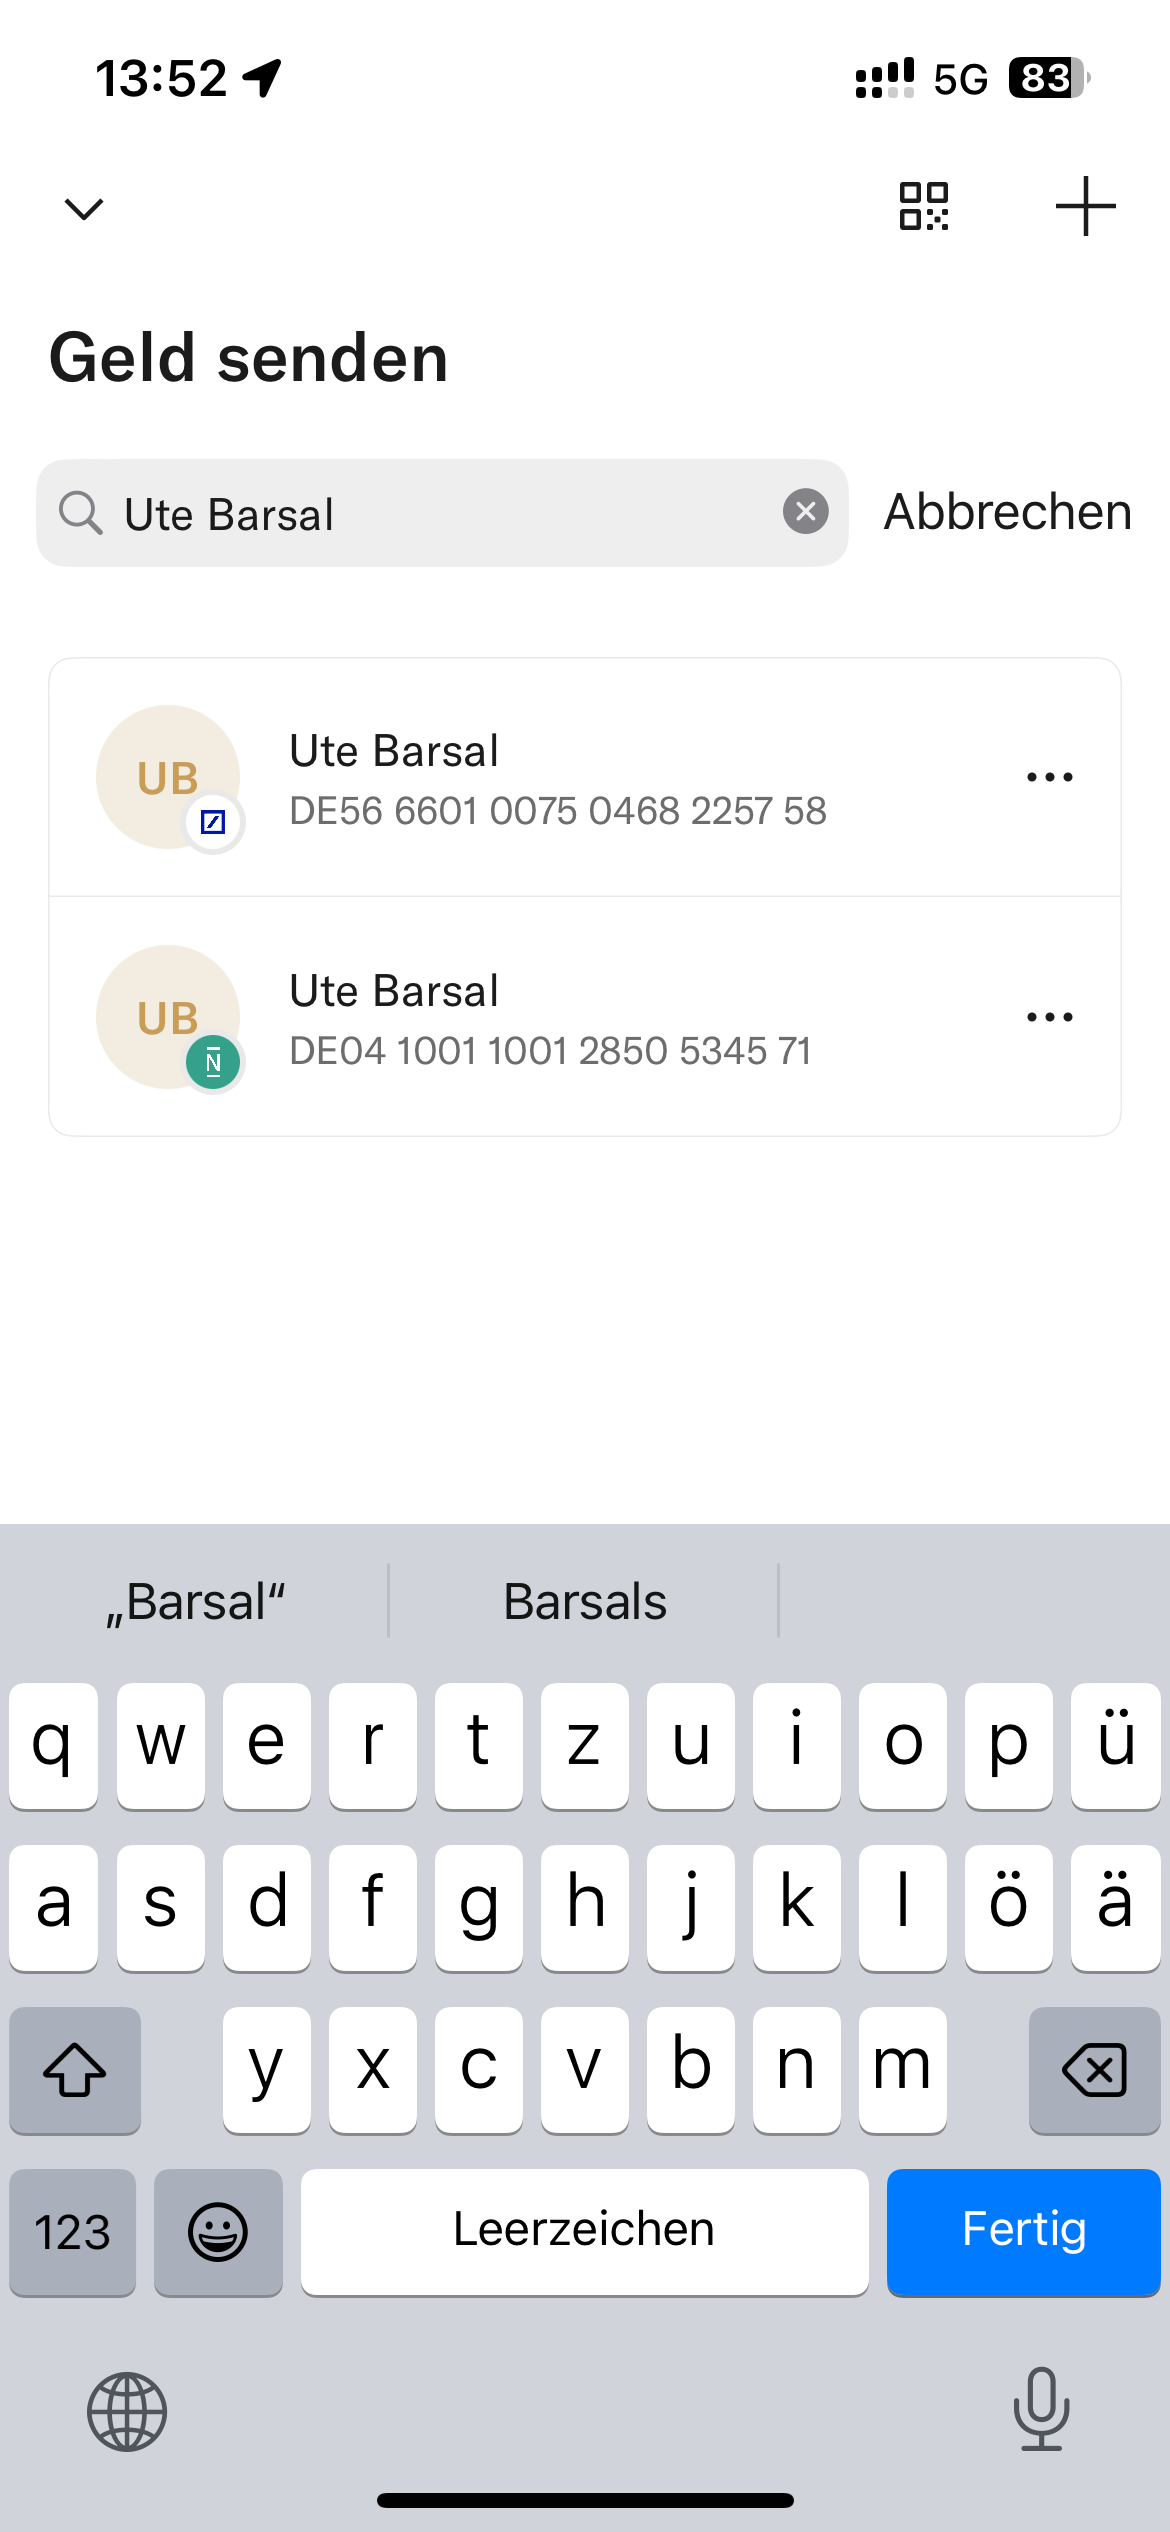 13:52
5G 83
Geld senden
Ute Barsal
Abbrechen
UB
Ute Barsal
DE56 6601 0075 0468 2257 58
UB
N
Ute Barsal
DE04 1001 1001 2850 5345 71
„Barsal“ Barsals
q w e r t z u i o p ü
a s d f g h j k l ö ä
y x c v b n m
123 Leerzeichen Fertig